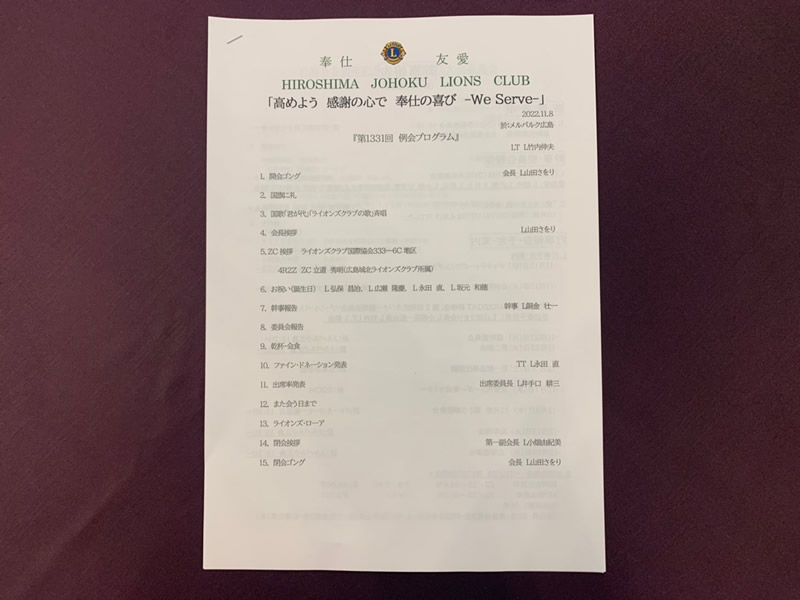 奉仕 L 友愛
HIROSHIMA JOHOKU LIONS CLUB
「高めよう 感謝の心で 奉仕の喜び -We Serve-」
2022.11.8
於:メルパルク広島
『第1331回 例会プログラム』
LT L竹内伸夫
1. 開会ゴング 会長 L山田さをり
2. 国旗に礼
3. 国歌「君が代」「ライオンズクラブの歌」斉唱
4. 会長挨拶 L山田さをり
5. ZC挨拶 ライオンズクラブ国際協会333-6C地区
4R2Z ZC 立道 秀明(広島城北ライオンズクラブ所属)
6. お祝い(誕生日) L弘保 昌治、L広瀬 隆慶、L永田 直、L坂元 和徳
7. 幹事報告 幹事 L 壮一
8. 委員会報告
9. 乾杯・会食
10. ファイン・ドネーション発表 TT L永田 直
11. 出席率発表 出席委員長 L井手口 耕三
12. また会う日まで
13. ライオンズ・ローア
14. 閉会挨拶 第一副会長 L小畑由紀美
15. 閉会ゴング 会長 L山田さをり